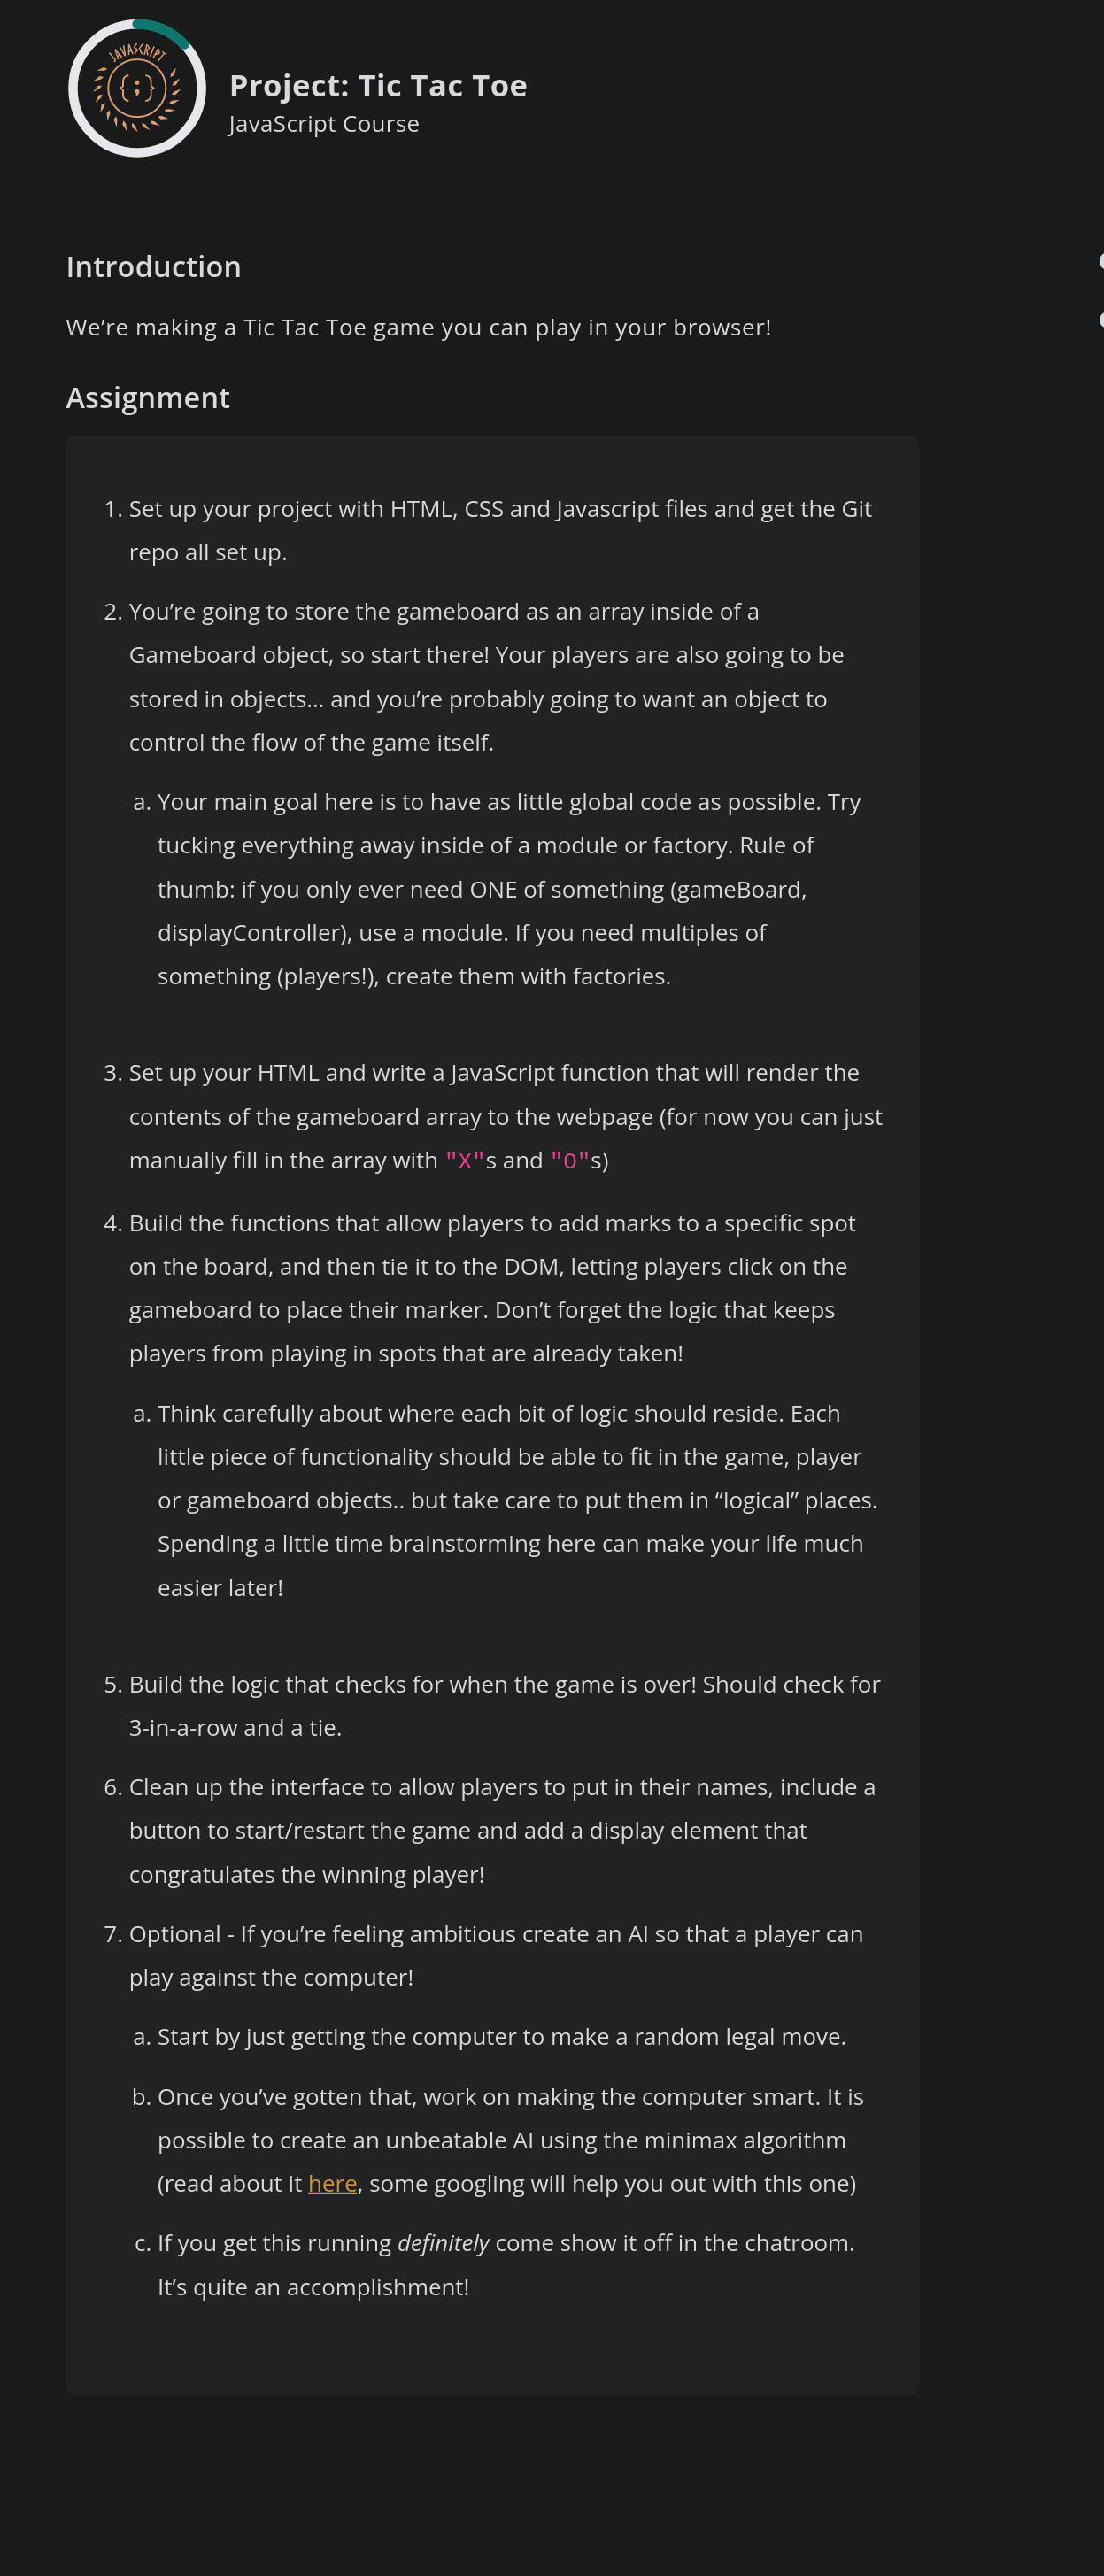 JAVASCRIPT
{;}
Project: Tic Tac Toe
JavaScript Course
Introduction
We’re making a Tic Tac Toe game you can play in your browser!
Assignment
1. Set up your project with HTML, CSS and Javascript files and get the Git
repo all set up.
2. You’re going to store the gameboard as an array inside of a
Gameboard object, so start there! Your players are also going to be
stored in objects… and you’re probably going to want an object to
control the flow of the game itself.
a. Your main goal here is to have as little global code as possible. Try
tucking everything away inside of a module or factory. Rule of
thumb: if you only ever need ONE of something (gameBoard,
displayController), use a module. If you need multiples of
something (players!), create them with factories.
3. Set up your HTML and write a JavaScript function that will render the
contents of the gameboard array to the webpage (for now you can just
manually fill in the array with "X"s and "O"s)
4. Build the functions that allow players to add marks to a specific spot
on the board, and then tie it to the DOM, letting players click on the
gameboard to place their marker. Don’t forget the logic that keeps
players from playing in spots that are already taken!
a. Think carefully about where each bit of logic should reside. Each
little piece of functionality should be able to fit in the game, player
or gameboard objects.. but take care to put them in “logical” places.
Spending a little time brainstorming here can make your life much
easier later!
5. Build the logic that checks for when the game is over! Should check for
3-in-a-row and a tie.
6. Clean up the interface to allow players to put in their names, include a
button to start/restart the game and add a display element that
congratulates the winning player!
7. Optional - If you’re feeling ambitious create an AI so that a player can
play against the computer!
a. Start by just getting the computer to make a random legal move.
b. Once you’ve gotten that, work on making the computer smart. It is
possible to create an unbeatable AI using the minimax algorithm
(read about it here, some googling will help you out with this one)
c. If you get this running definitely come show it off in the chatroom.
It’s quite an accomplishment!